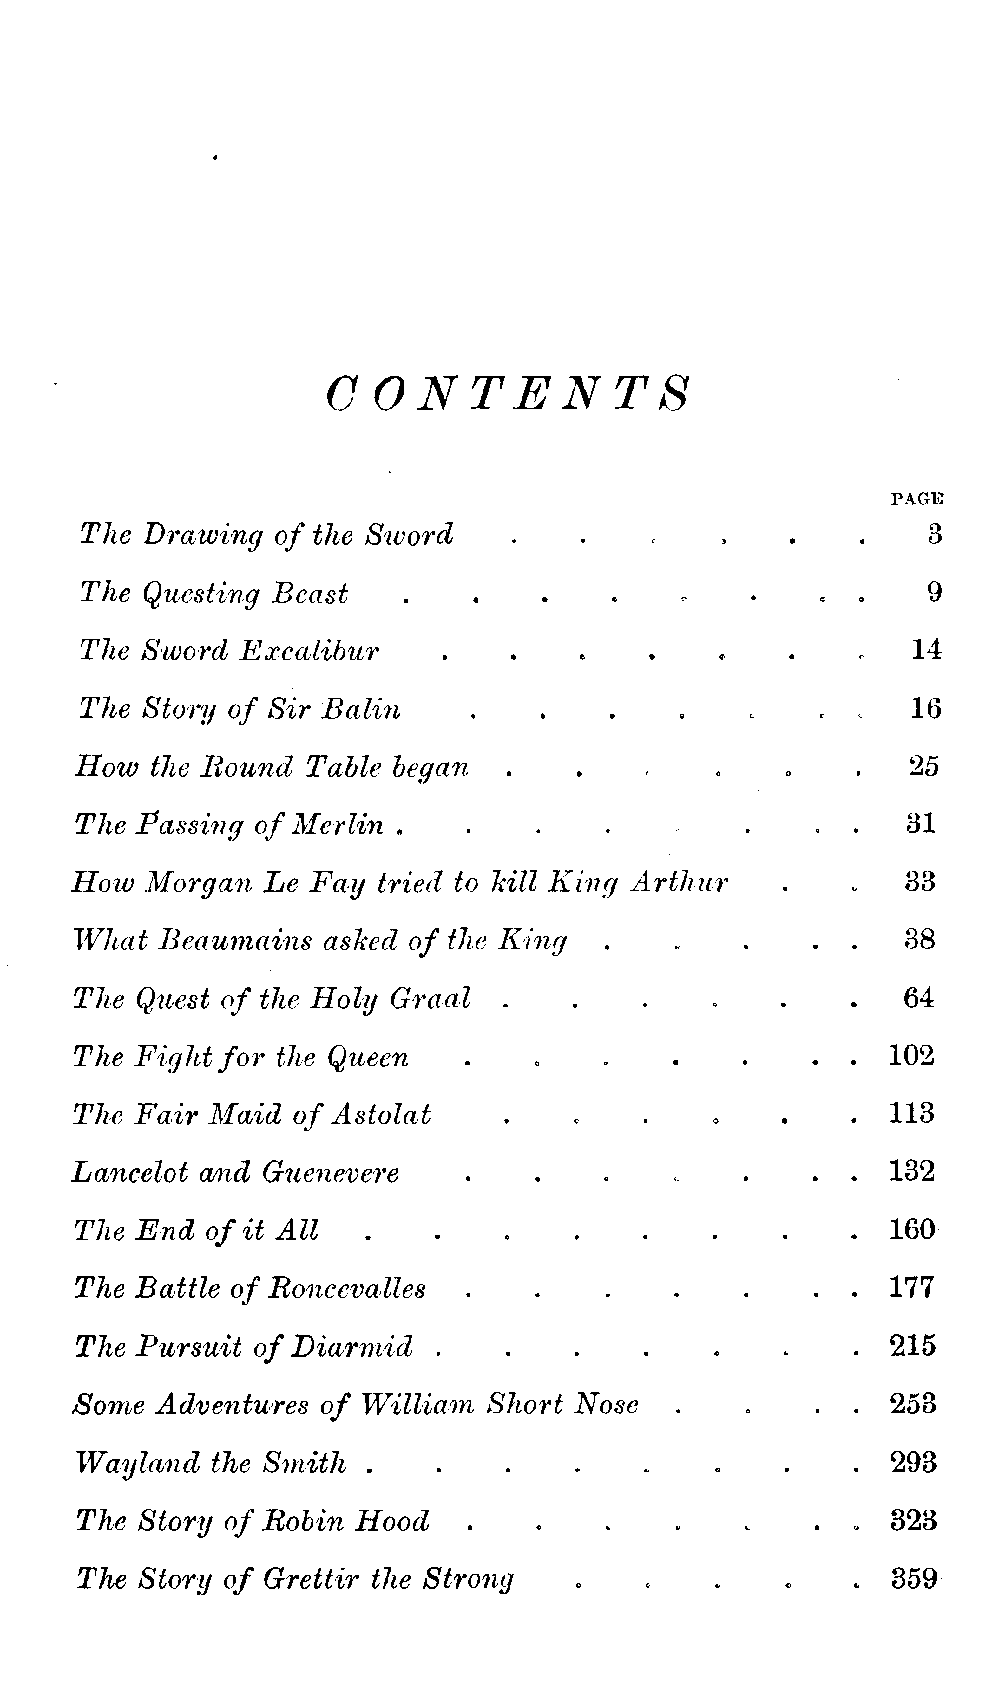 CONTENTS
PAGE
The Drawing of the Sword . . . . . . 3
The Questing Beast . . . . . . . . 9
The Sword Excalibur . . . . . . . 14
The Story of Sir Balin . . . . . . . 16
How the Round Table began . . . . . . 25
The Passing of Merlin . . . . . . . . 31
How Morgan Le Fay tried to kill King Arthur . . 33
What Beaumains asked of the King . . . . . 38
The Quest of the Holy Graal . . . . . . 64
The Fight for the Queen . . . . . . . 102
The Fair Maid of Astolat . . . . . . 113
Lancelot and Guenevere . . . . . . . 132
The End of it All . . . . . . . . 160
The Battle of Roncevalles . . . . . . . 177
The Pursuit of Diarmid . . . . . . . 215
Some Adventures of William Short Nose . . . . 253
Wayland the Smith . . . . . . . . 293
The Story of Robin Hood . . . . . . . 323
The Story of Grettir the Strong . . . . . 359